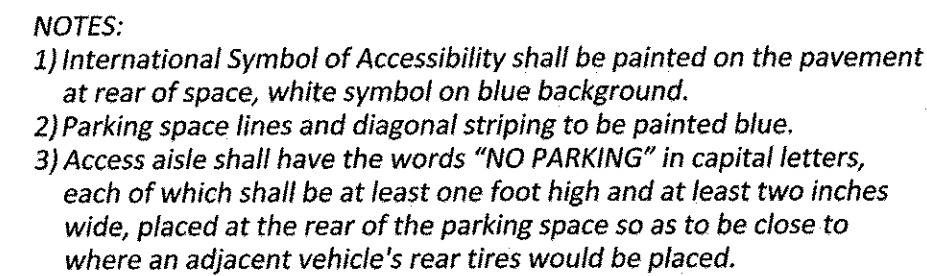 NOTES:
1) International Symbol of Accessibility shall be painted on the pavement
at rear of space, white symbol on blue background.
2) Parking space lines and diagonal striping to be painted blue.
3) Access aisle shall have the words “NO PARKING” in capital letters,
each of which shall be at least one foot high and at least two inches
wide, placed at the rear of the parking space so as to be close to
where an adjacent vehicle's rear tires would be placed.